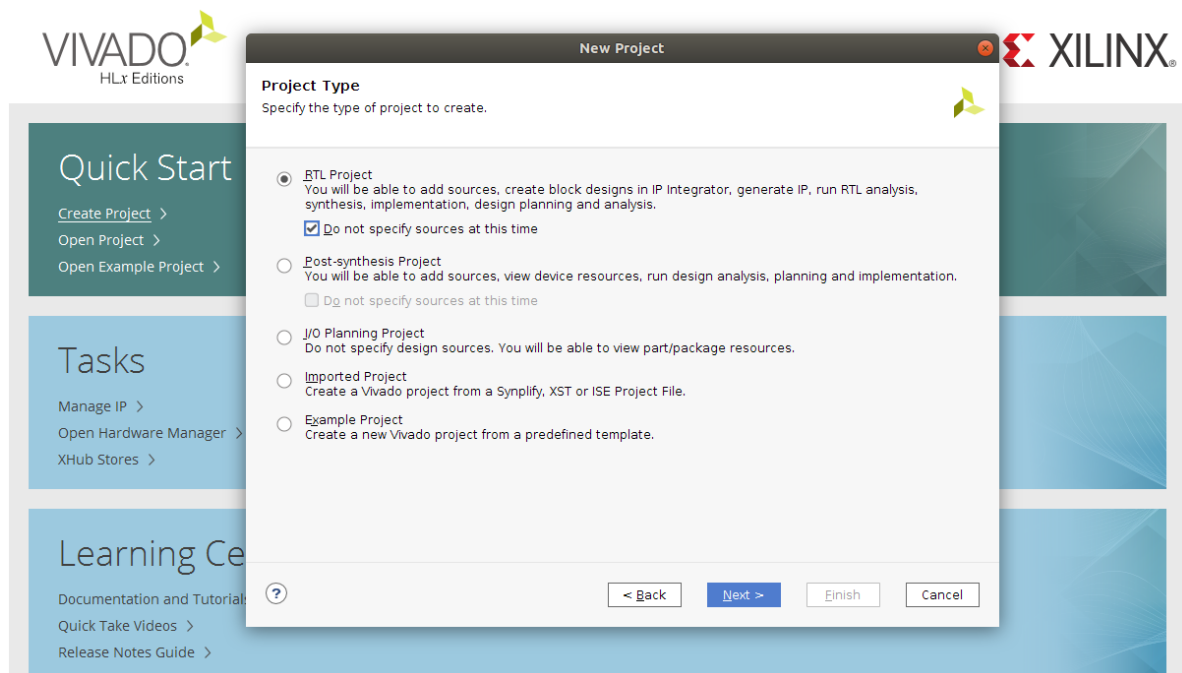 VIVADO.
HLx Editions
XILINX®
New Project
Project Type
Specify the type of project to create.
RTL Project
You will be able to add sources, create block designs in IP Integrator, generate IP, run RTL analysis,
synthesis, implementation, design planning and analysis.
Do not specify sources at this time
Post-synthesis Project
You will be able to add sources, view device resources, run design analysis, planning and implementation.
Do not specify sources at this time
I/O Planning Project
Do not specify design sources. You will be able to view part/package resources.
Imported Project
Create a Vivado project from a Synplify, XST or ISE Project File.
Example Project
Create a new Vivado project from a predefined template.
?
< Back
Next >
Finish
Cancel
Quick Start
Create Project >
Open Project >
Open Example Project >
Tasks
Manage IP >
Open Hardware Manager >
XHub Stores >
Learning Ce
Documentation and Tutorial
Quick Take Videos >
Release Notes Guide >